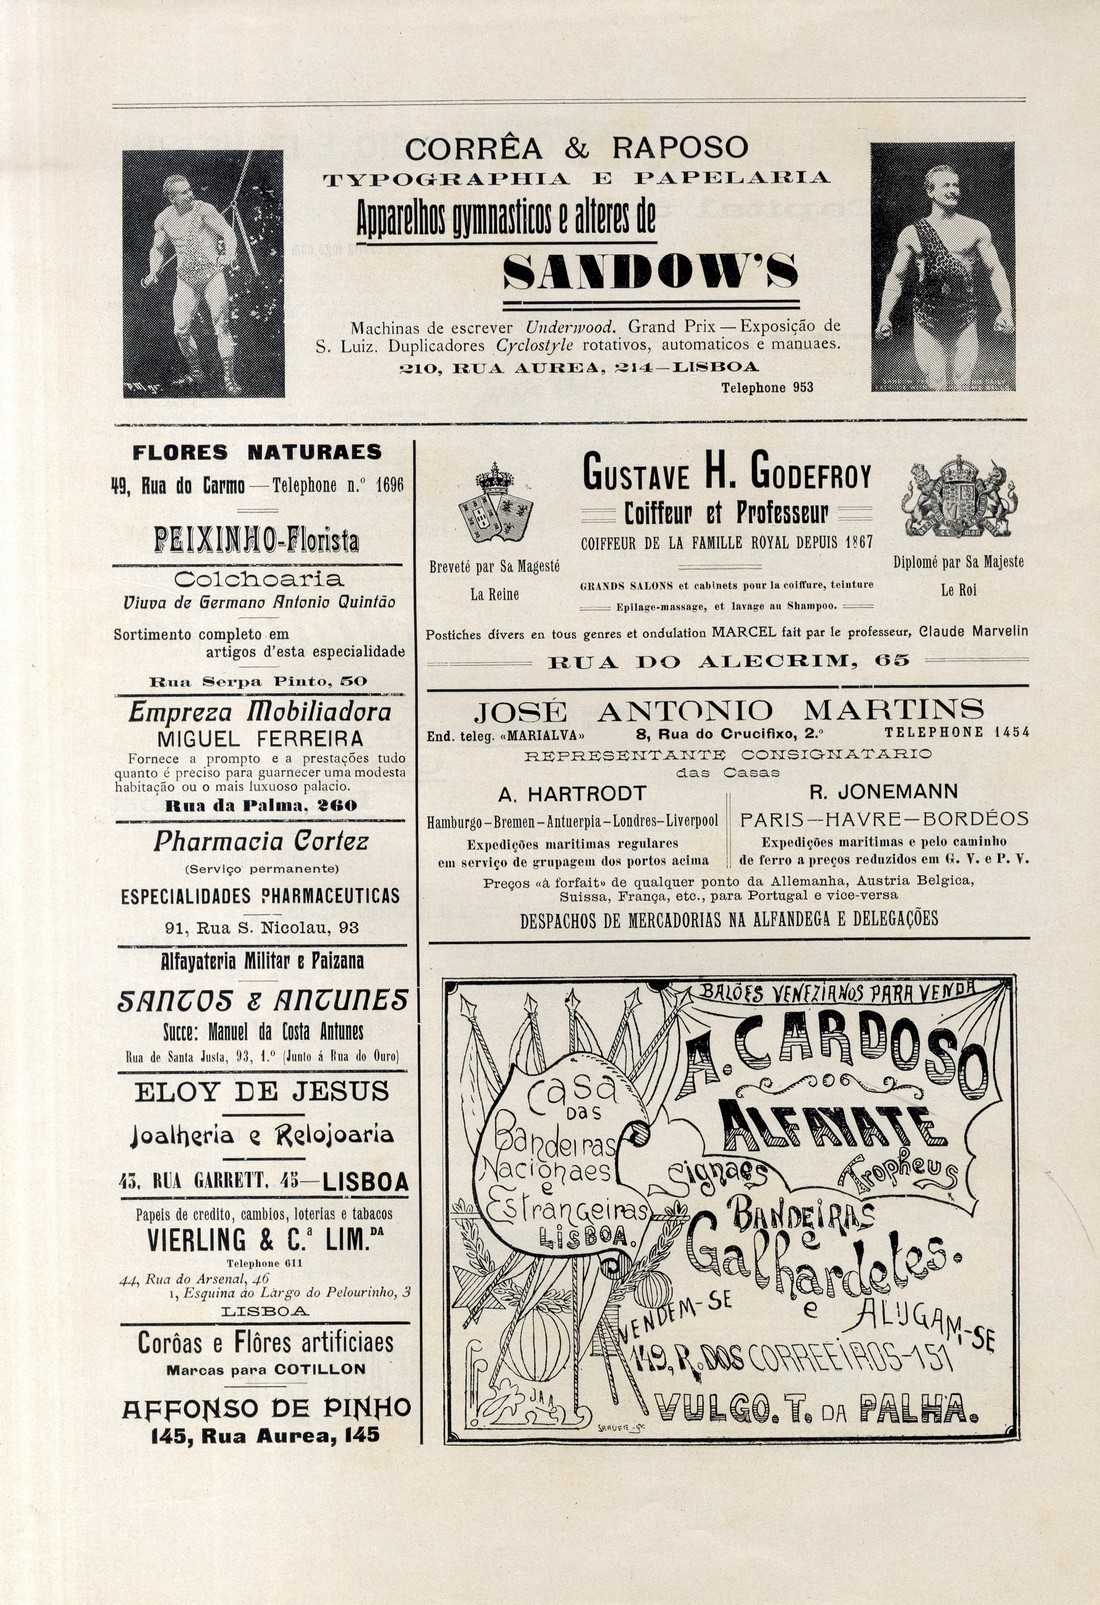 CORRÊA & RAPOSO
TYPOGRAPHIA E PAPELARIA
Apparelhos gymnasticos e alteres de
SANDOW'S
Machinas de escrever Underwood. Grand Prix — Exposição de
S. Luiz. Duplicadores Cyclostyle rotativos, automaticos e manuaes.
210, RUA AUREA, 214—LISBOA
Telephone 953
FLORES NATURAES
49, Rua do Carmo — Telephone n.º 1696
PEIXINHO-Florista
Colchoaria
Viuva de Germano Antonio Quintão
Sortimento completo em
artigos d'esta especialidade
Rua Serpa Pinto, 50
Empreza Mobiliadora
MIGUEL FERREIRA
Fornece a prompto e a prestações tudo
quanto é preciso para guarnecer uma modesta
habitação ou o mais luxuoso palacio.
Rua da Palma, 260
Pharmacia Cortez
(Serviço permanente)
ESPECIALIDADES PHARMACEUTICAS
91, Rua S. Nicolau, 93
Alfayateria Militar e Paizana
SANTOS & ANTUNES
Succe: Manuel da Costa Antunes
Rua de Santa Justa, 93, 1.º (Junto á Rua do Ouro)
ELOY DE JESUS
Joalheria e Relojoaria
43, RUA GARRETT, 45—LISBOA
Papeis de credito, cambios, loterias e tabacos
VIERLING & C.ª LIM.DA
Telephone 611
44, Rua do Arsenal, 46
1, Esquina do Largo do Pelourinho, 3
LISBOA
Corôas e Flôres artificiaes
Marcas para COTILLON
AFFONSO DE PINHO
145, Rua Aurea, 145
GUSTAVE H. GODEFROY
Coiffeur et Professeur
COIFFEUR DE LA FAMILLE ROYAL DEPUIS 1867
Breveté par Sa Magesté
La Reine
Diplomé par Sa Majeste
Le Roi
GRANDS SALONS et cabinets pour la coiffure, teinture
Epilage-massage, et lavage au Shampoo.
Postiches divers en tous genres et ondulation MARCEL fait par le professeur, Claude Marvelin
RUA DO ALECRIM, 65
JOSÉ ANTONIO MARTINS
End. teleg. «MARIALVA» 8, Rua do Crucifixo, 2.º TELEPHONE 1454
REPRESENTANTE CONSIGNATARIO
das Casas
A. HARTRODT
Hamburgo-Bremen-Antuerpia-Londres-Liverpool
Expedições maritimas regulares
em serviço de grupagem dos portos acima
R. JONEMANN
PARIS—HAVRE—BORDÉOS
Expedições maritimas e pelo caminho
de ferro a preços reduzidos em G. V. e P. V.
Preços «à forfait» de qualquer ponto da Allemanha, Austria Belgica,
Suissa, França, etc., para Portugal e vice-versa
DESPACHOS DE MERCADORIAS NA ALFANDEGA E DELEGAÇÕES
BALÕES VENEZIANOS PARA VENDA
A. CARDOSO
ALFAYATE
Casa
DAS
Bandeiras
Nacionaes
e
Estrangeiras
LISBOA.
Signaes Tropheus
BANDEIRAS
e
Galhardetes.
VENDEM-SE
e ALUGAM-SE
149, R. DOS CORREEIROS-151
VULGO. T. DA PALHA.
JAA